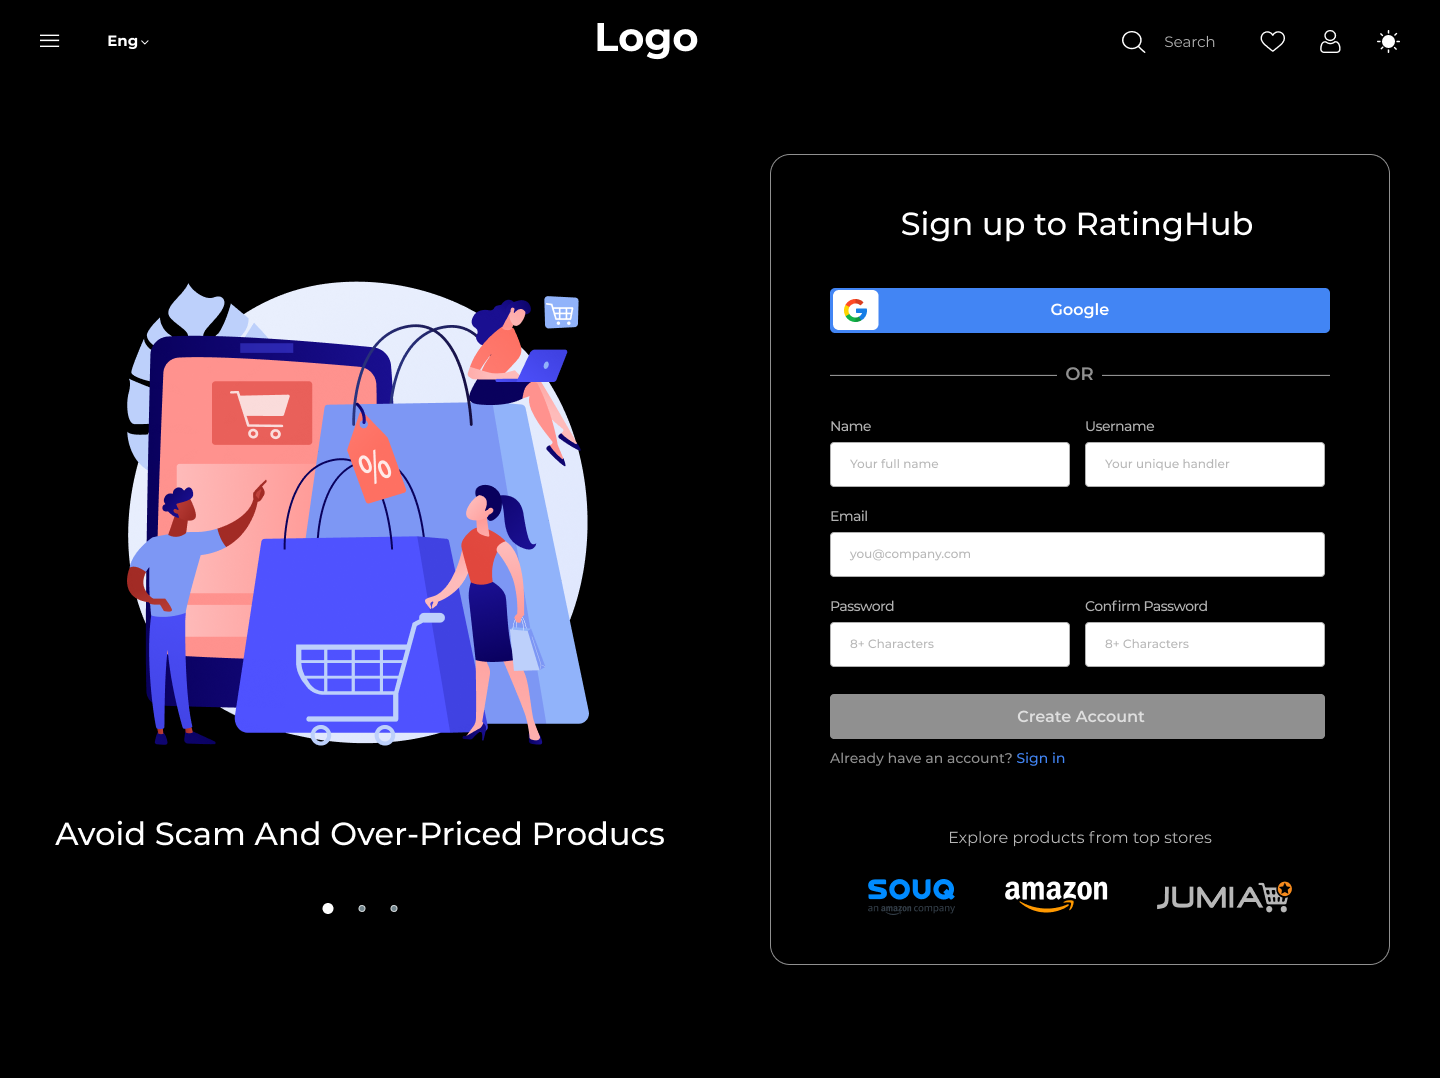 Eng
Logo
Search
Sign up to RatingHub
Google
OR
Name
Username
Your full name
Your unique handler
Email
you@company.com
Password
Confirm Password
8+ Characters
8+ Characters
Create Account
Already have an account? Sign in
Explore products from top stores
SOUQ
an amazon company
amazon
JUMIA
%
Avoid Scam And Over-Priced Producs